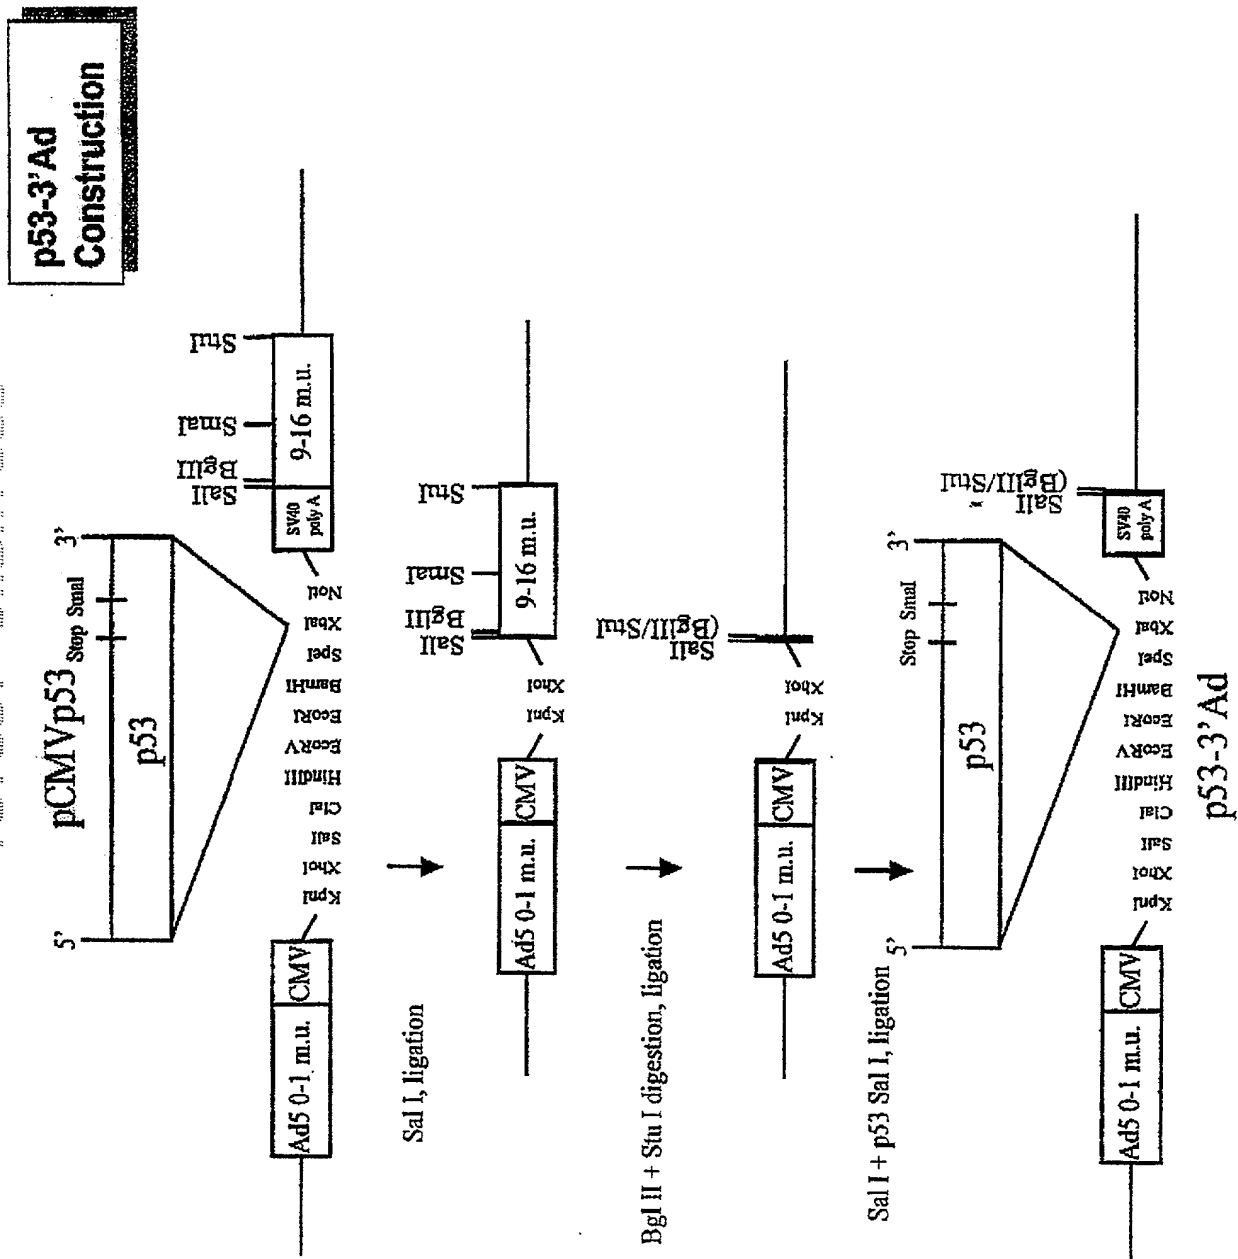 p53-3'Ad
Construction
pCMVp53
5'
3'
p53
Stop
SmaI
Ad5 0-1 m.u.
CMV
KpnI
XhoI
SalI
ClaI
HindIII
EcoRV
EcoRI
BamHI
SpeI
XbaI
NotI
SV40
poly A
SalI
BglII
SmaI
StuI
9-16 m.u.
Sal I, ligation
Ad5 0-1 m.u.
CMV
KpnI
XhoI
SalI
BglII
SmaI
StuI
9-16 m.u.
Bgl II + Stu I digestion, ligation
Ad5 0-1 m.u.
CMV
KpnI
XhoI
SalI
(BglII/StuI
Sal I + p53 Sal I, ligation
5'
3'
p53
Stop
SmaI
Ad5 0-1 m.u.
CMV
KpnI
XhoI
SalI
ClaI
HindIII
EcoRV
EcoRI
BamHI
SpeI
XbaI
NotI
SV40
poly A
SalI
(BglII/StuI
p53-3'Ad